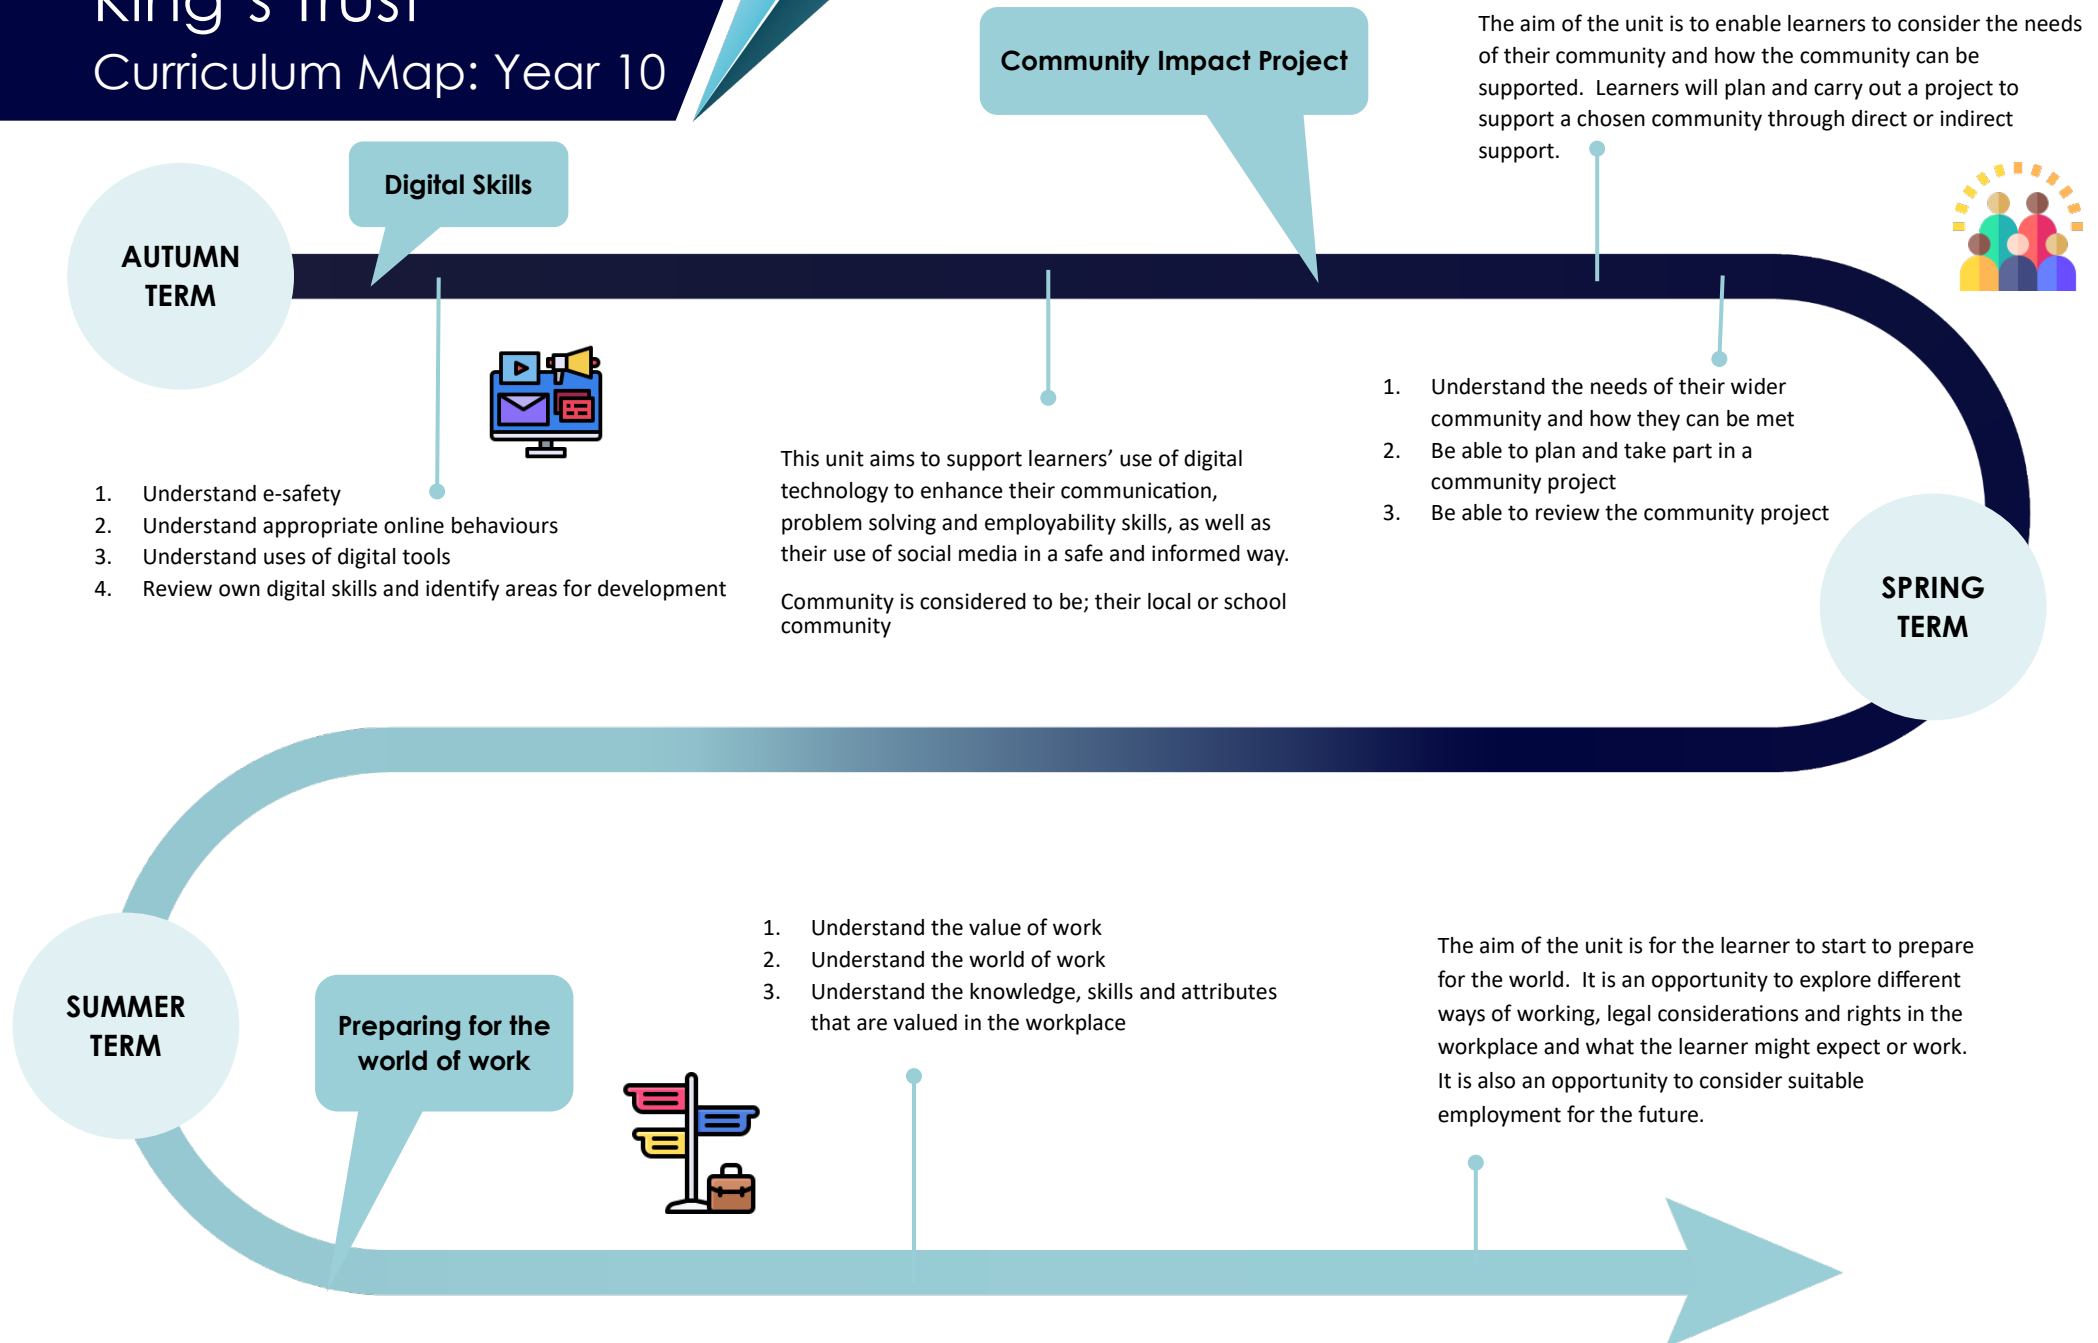 King's Trust
Curriculum Map: Year 10
Community Impact Project
The aim of the unit is to enable learners to consider the needs
of their community and how the community can be
supported.  Learners will plan and carry out a project to
support a chosen community through direct or indirect
support.
Digital Skills
AUTUMN
TERM
1. Understand e-safety
2. Understand appropriate online behaviours
3. Understand uses of digital tools
4. Review own digital skills and identify areas for development
This unit aims to support learners’ use of digital
technology to enhance their communication,
problem solving and employability skills, as well as
their use of social media in a safe and informed way.
Community is considered to be; their local or school
community
1. Understand the needs of their wider
community and how they can be met
2. Be able to plan and take part in a
community project
3. Be able to review the community project
SPRING
TERM
SUMMER
TERM
Preparing for the
world of work
1. Understand the value of work
2. Understand the world of work
3. Understand the knowledge, skills and attributes
that are valued in the workplace
The aim of the unit is for the learner to start to prepare
for the world.  It is an opportunity to explore different
ways of working, legal considerations and rights in the
workplace and what the learner might expect or work.
It is also an opportunity to consider suitable
employment for the future.